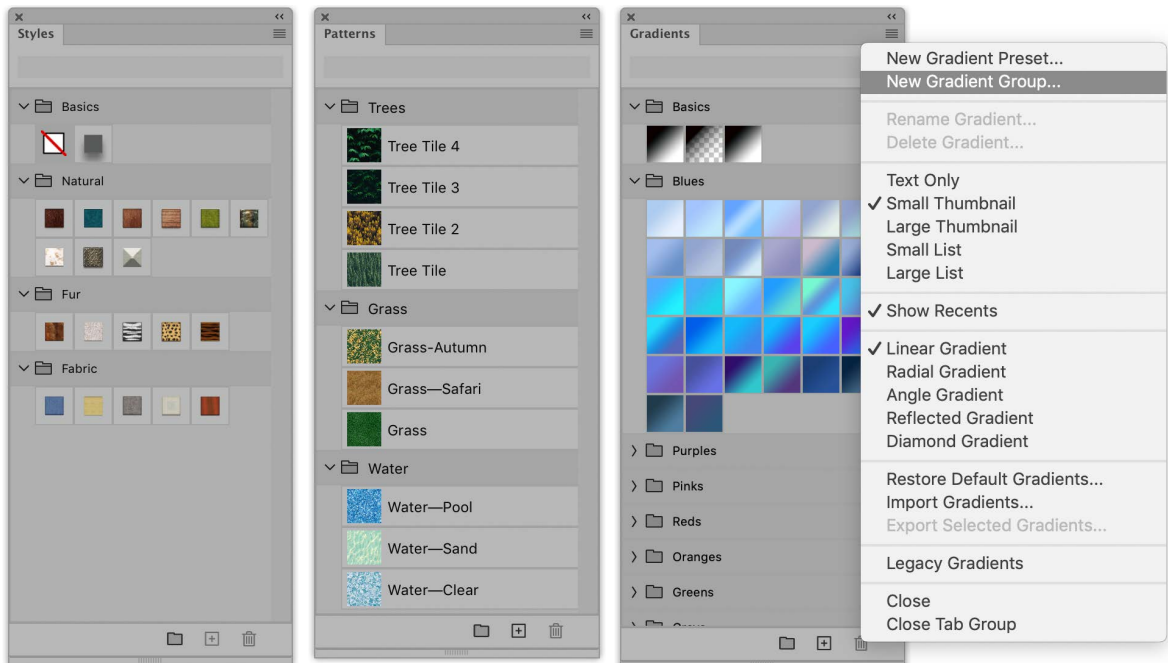 Styles
Basics
Natural
Fur
Fabric
Patterns
Trees
Tree Tile 4
Tree Tile 3
Tree Tile 2
Tree Tile
Grass
Grass-Autumn
Grass—Safari
Grass
Water
Water—Pool
Water—Sand
Water—Clear
Gradients
Basics
Blues
Purples
Pinks
Reds
Oranges
Greens
New Gradient Preset...
New Gradient Group...
Rename Gradient...
Delete Gradient...
Text Only
Small Thumbnail
Large Thumbnail
Small List
Large List
Show Recents
Linear Gradient
Radial Gradient
Angle Gradient
Reflected Gradient
Diamond Gradient
Restore Default Gradients...
Import Gradients...
Export Selected Gradients...
Legacy Gradients
Close
Close Tab Group